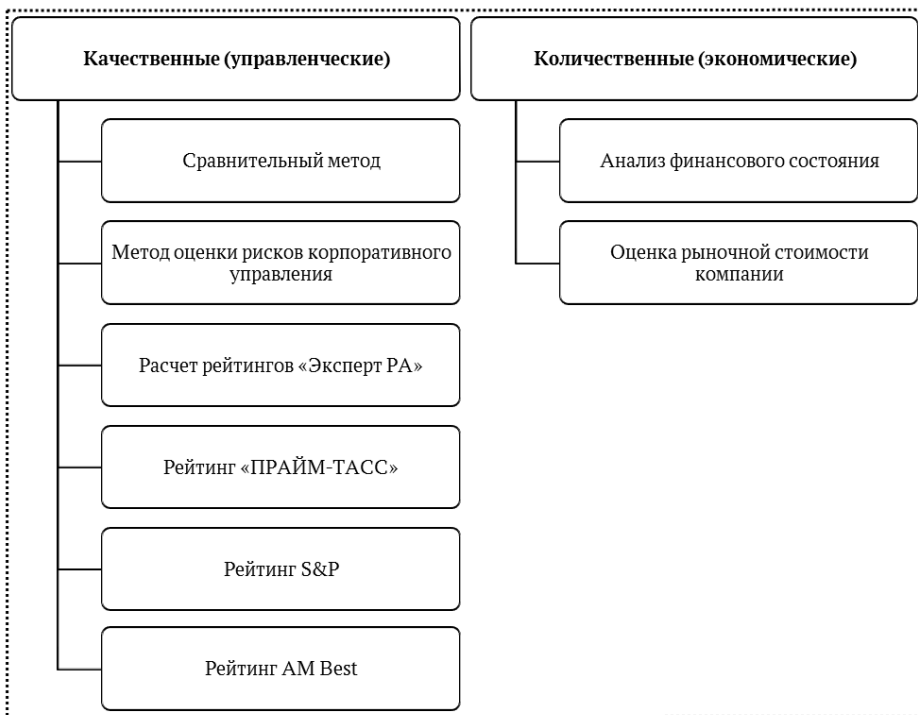 Качественные (управленческие)
Сравнительный метод
Метод оценки рисков корпоративного
управления
Расчет рейтингов «Эксперт РА»
Рейтинг «ПРАЙМ-ТАСС»
Рейтинг S&P
Рейтинг AM Best
Количественные (экономические)
Анализ финансового состояния
Оценка рыночной стоимости
компании